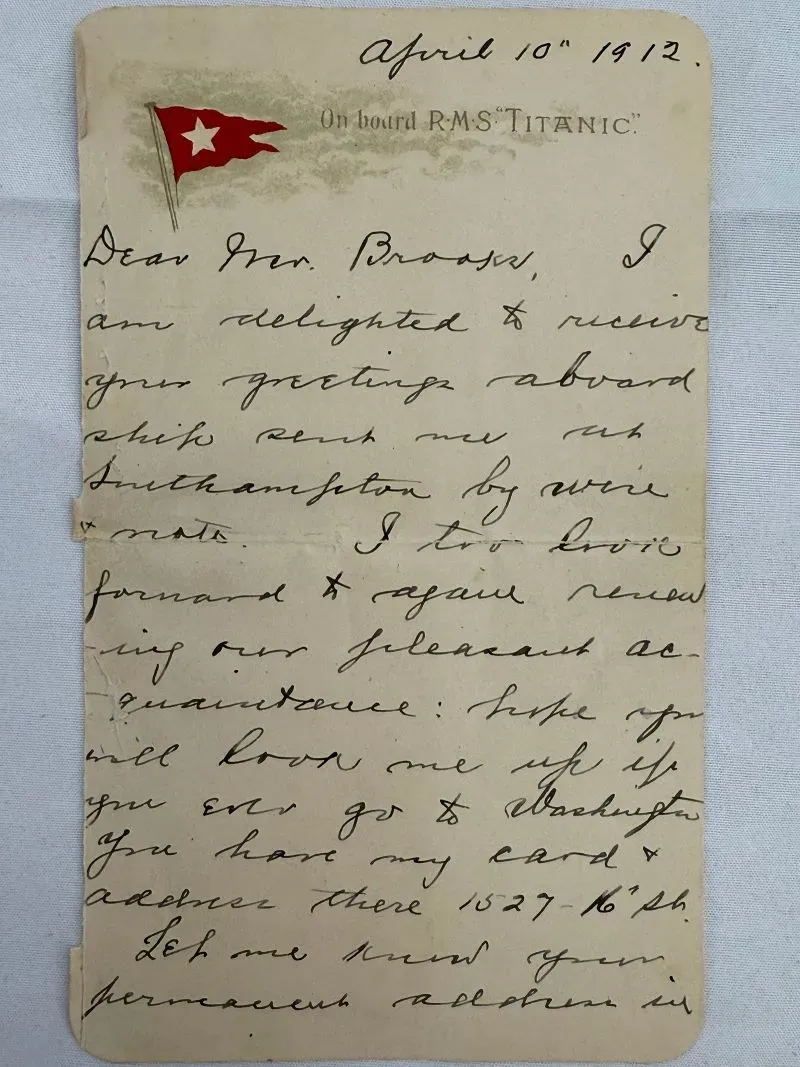 April 10" 1912.
On board R·M·S·"TITANIC".
Dear Mr. Brooks, I
am delighted to receive
your greetings aboard
ship sent me at
Southampton by wire
& note. I too look
forward to again renew
-ing our pleasant ac-
-quaintance: hope you
will look me up if
you ever go to Washington
You have my card &
address there 1527-16" St.
Let me know your
permanent address in